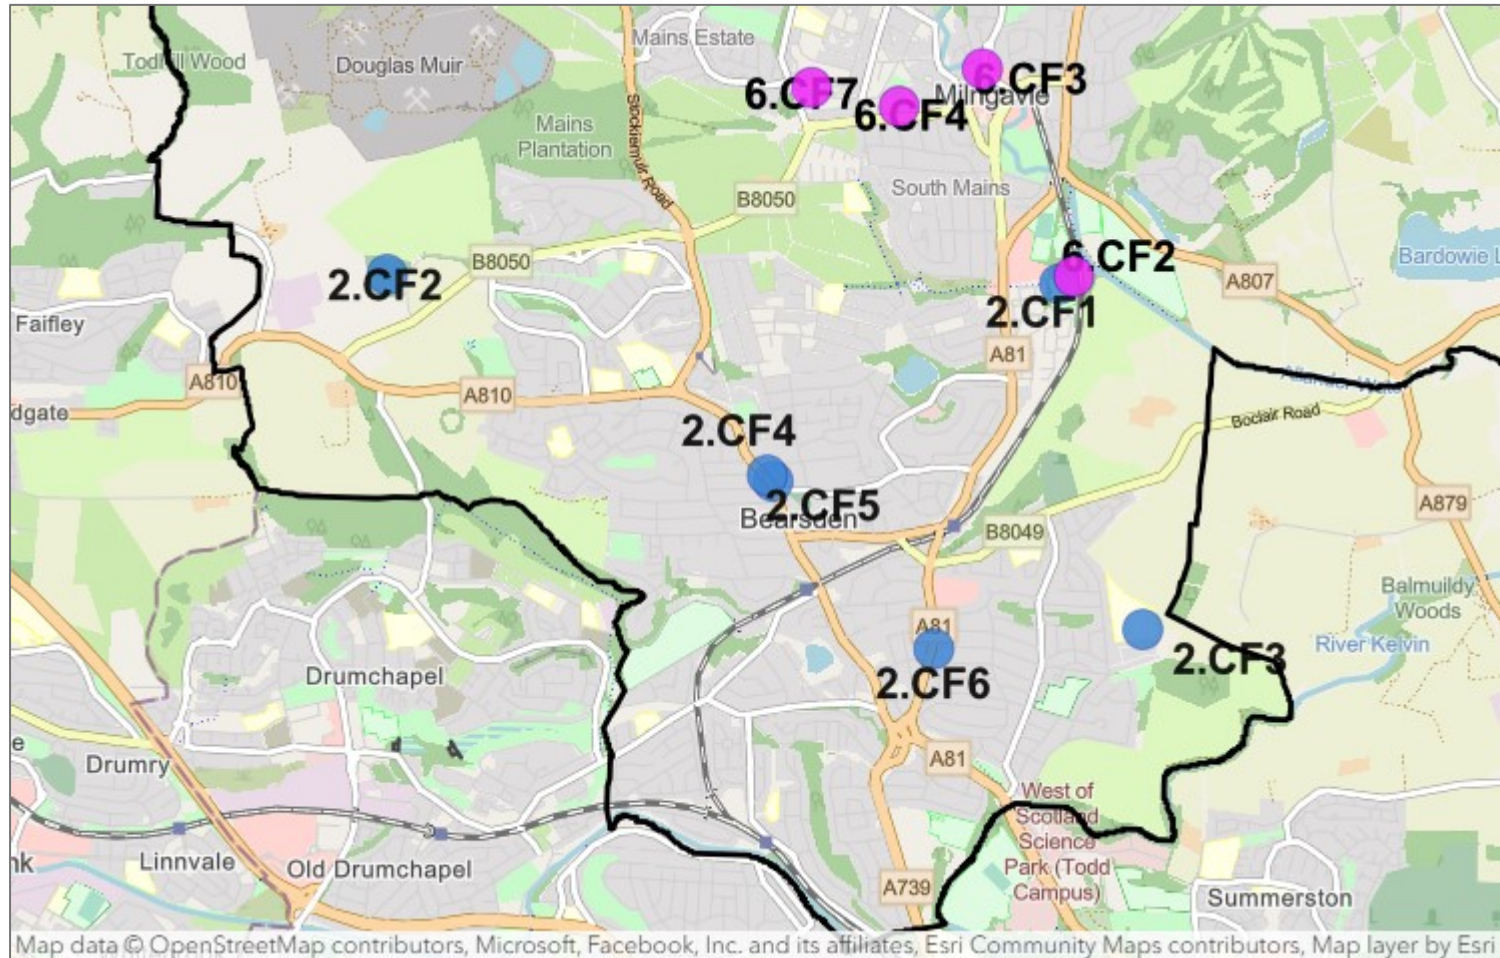 Mains Estate
Todhill Wood
Douglas Muir
6.CF3
6.CF7
Milngavie
6.CF4
Stockiemuir Road
Mains
Plantation
South Mains
B8050
6.CF2
Bardowie L
B8050
A807
2.CF2
2.CF1
Faifley
A81
A810
Allander Water
A810
dgate
Boclair Road
2.CF4
A879
2.CF5
Bearsden
B8049
Balmuildy
Woods
A81
River Kelvin
2.CF3
Drumchapel
2.CF6
e
Drumry
A81
West of
Scotland
Science
Park (Todd
Campus)
Linnvale
nk
Old Drumchapel
A739
Summerston
Map data © OpenStreetMap contributors, Microsoft, Facebook, Inc. and its affiliates, Esri Community Maps contributors, Map layer by Esri